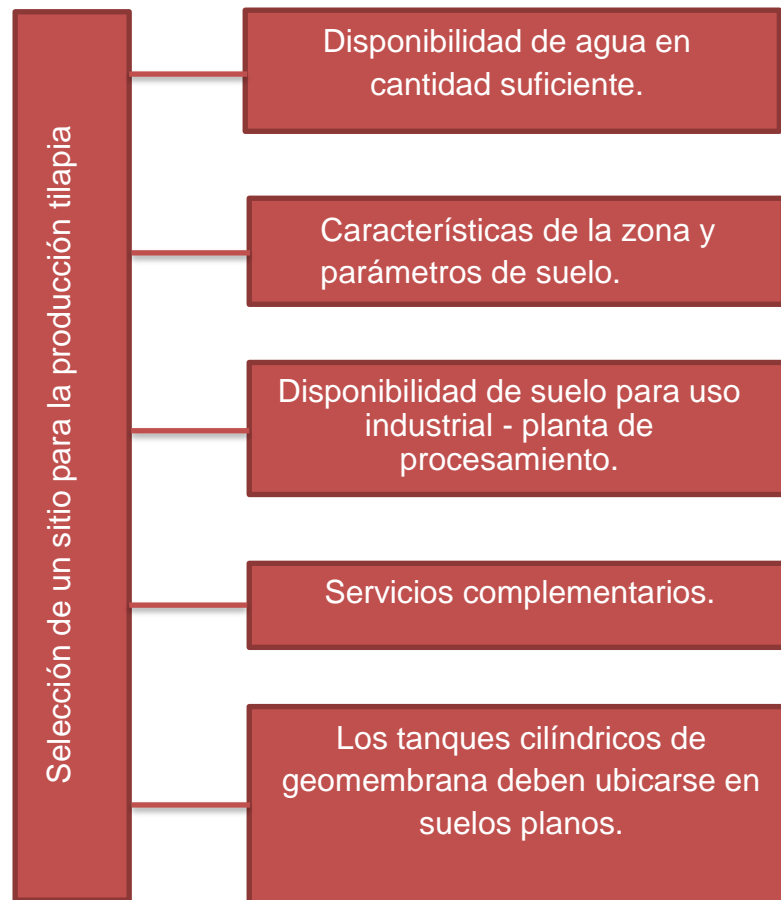 Selección de un sitio para la producción tilapia
Disponibilidad de agua en
cantidad suficiente.
Características de la zona y
parámetros de suelo.
Disponibilidad de suelo para uso
industrial - planta de
procesamiento.
Servicios complementarios.
Los tanques cilíndricos de
geomembrana deben ubicarse en
suelos planos.